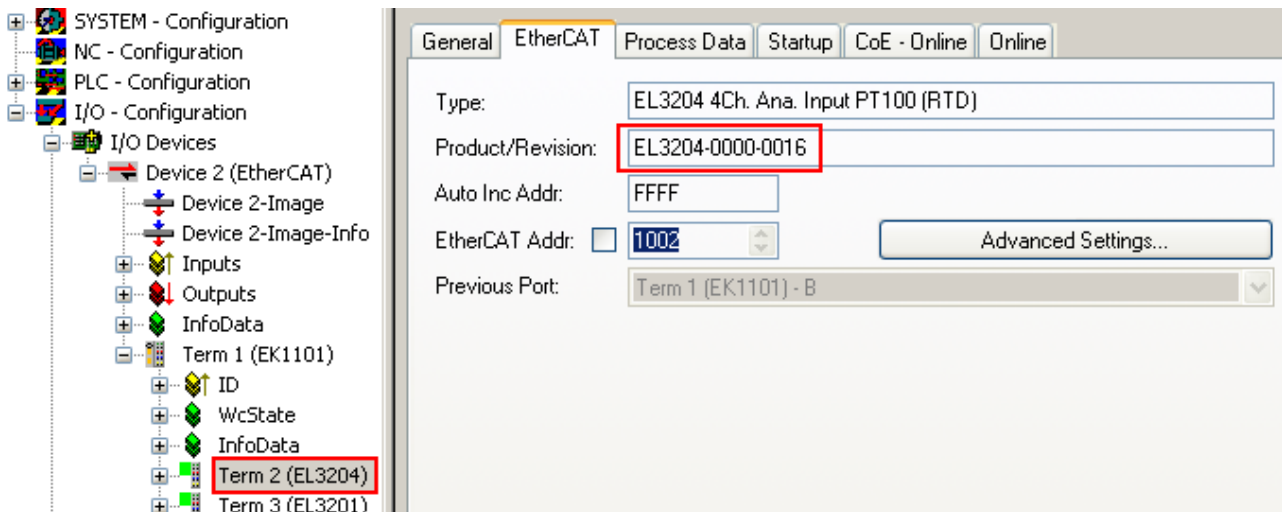 SYSTEM - Configuration
NC - Configuration
PLC - Configuration
I/O - Configuration
I/O Devices
Device 2 (EtherCAT)
Device 2-Image
Device 2-Image-Info
Inputs
Outputs
InfoData
Term 1 (EK1101)
ID
WcState
InfoData
Term 2 (EL3204)
Term 3 (EL3201)
General EtherCAT Process Data Startup CoE - Online Online
Type: EL3204 4Ch. Ana. Input PT100 (RTD)
Product/Revision: EL3204-0000-0016
Auto Inc Addr: FFFF
EtherCAT Addr: 1002 Advanced Settings...
Previous Port: Term 1 (EK1101) - B